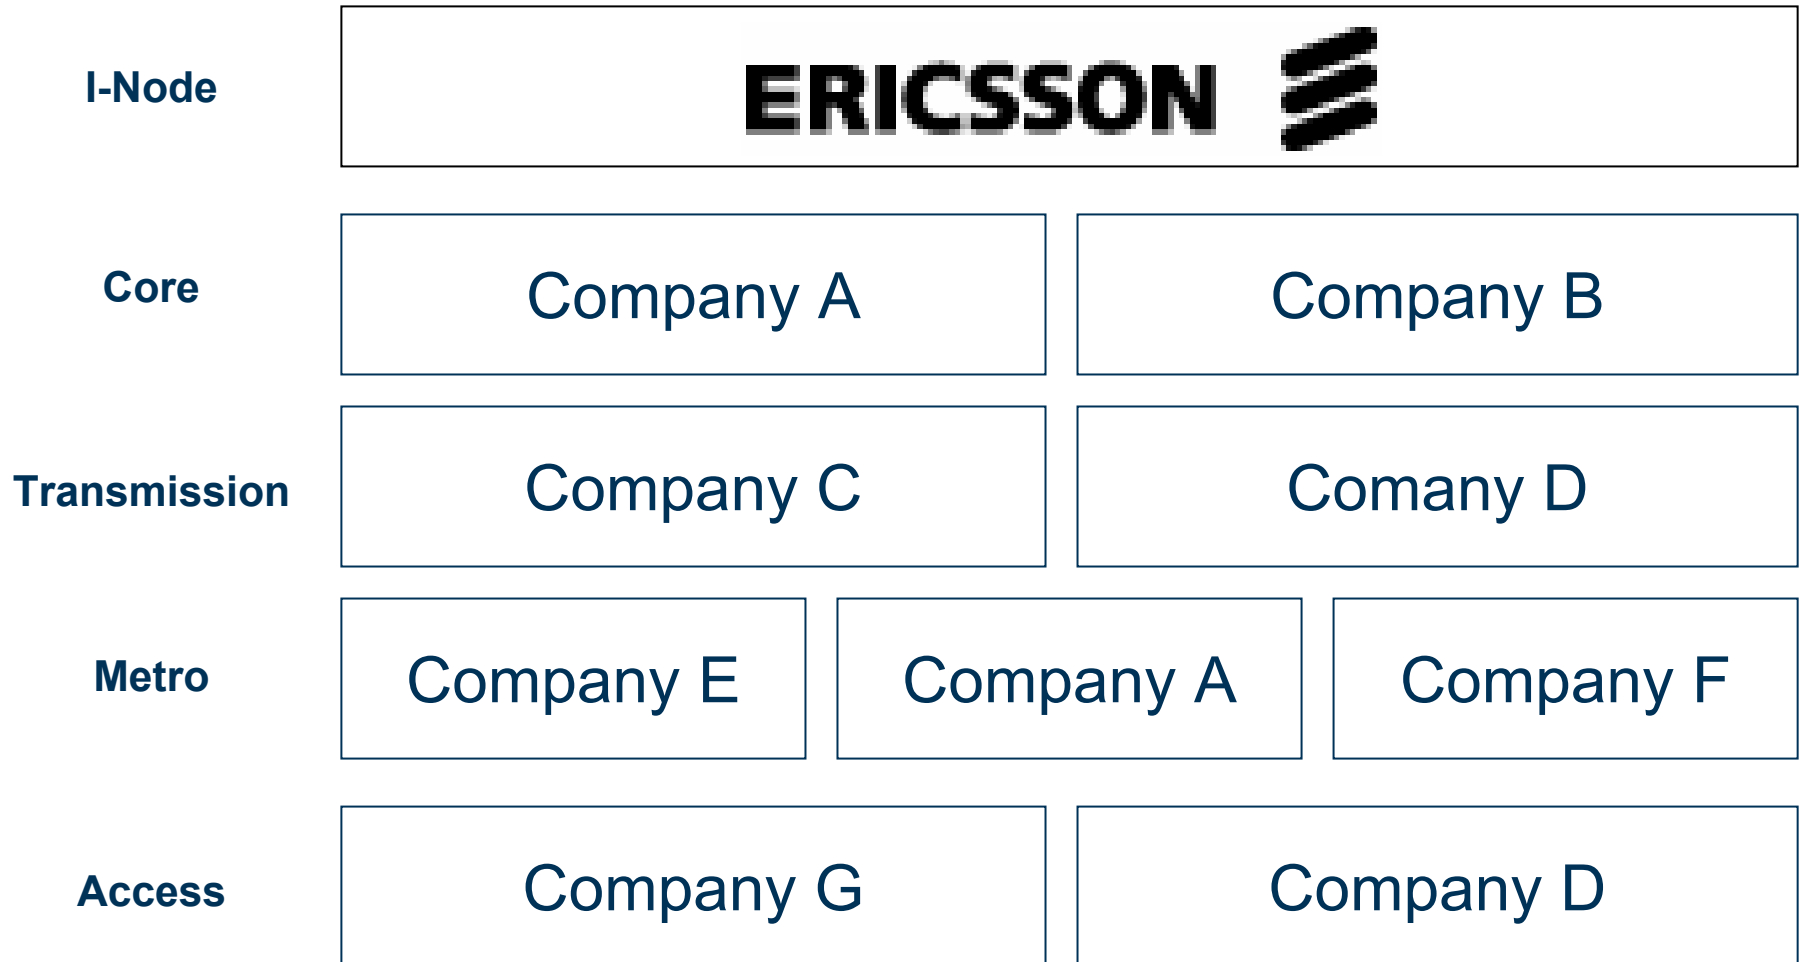 I-Node
ERICSSON
Core
Company A
Company B
Transmission
Company C
Comany D
Metro
Company E
Company A
Company F
Access
Company G
Company D